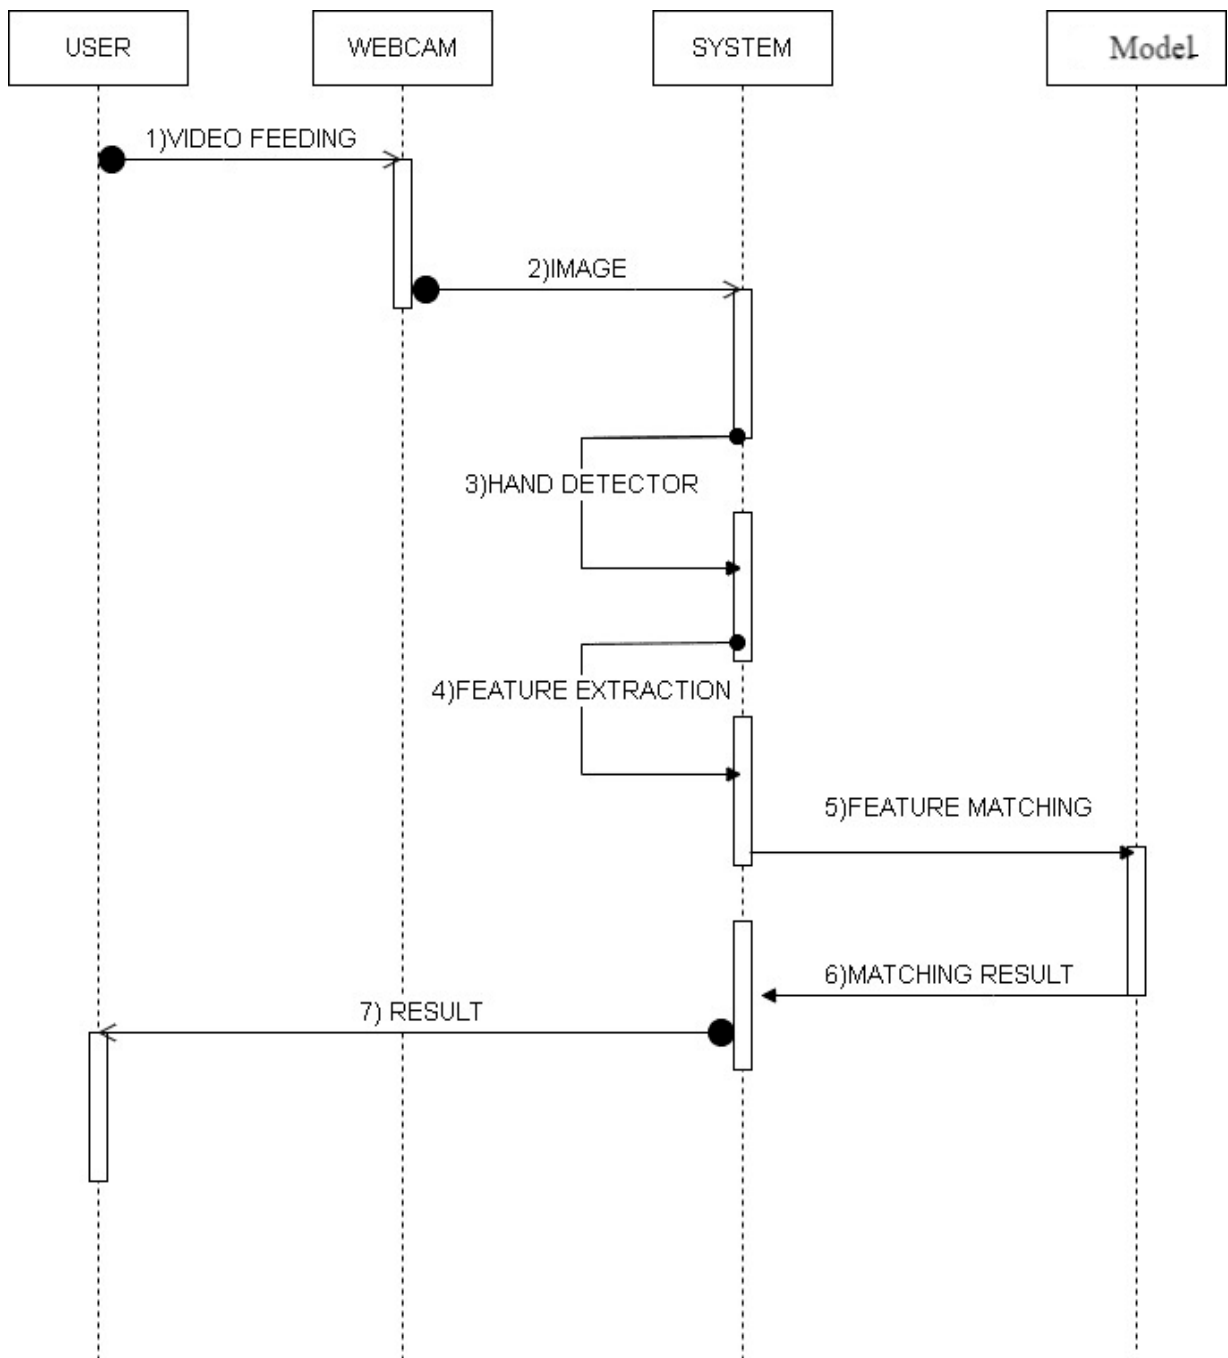 USER
WEBCAM
SYSTEM
Model
1)VIDEO FEEDING
2)IMAGE
3)HAND DETECTOR
4)FEATURE EXTRACTION
5)FEATURE MATCHING
6)MATCHING RESULT
7) RESULT